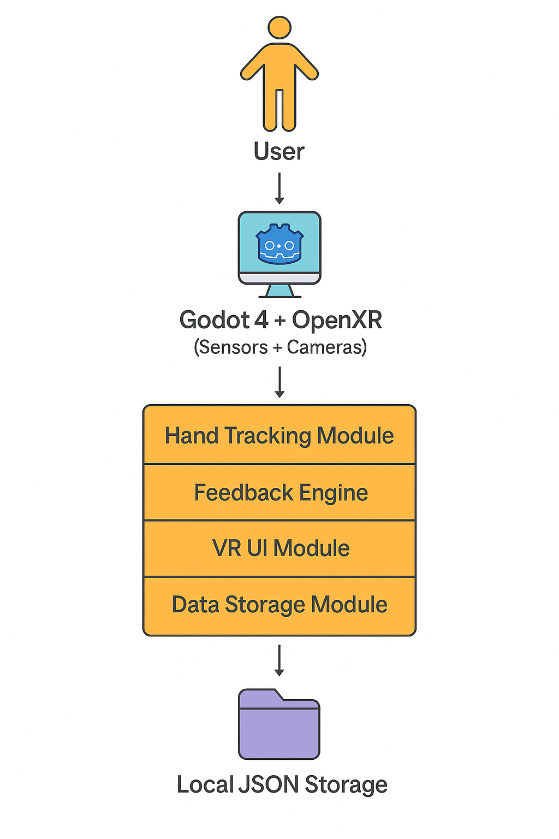 User
Godot 4 + OpenXR
(Sensors + Cameras)
Hand Tracking Module
Feedback Engine
VR UI Module
Data Storage Module
Local JSON Storage